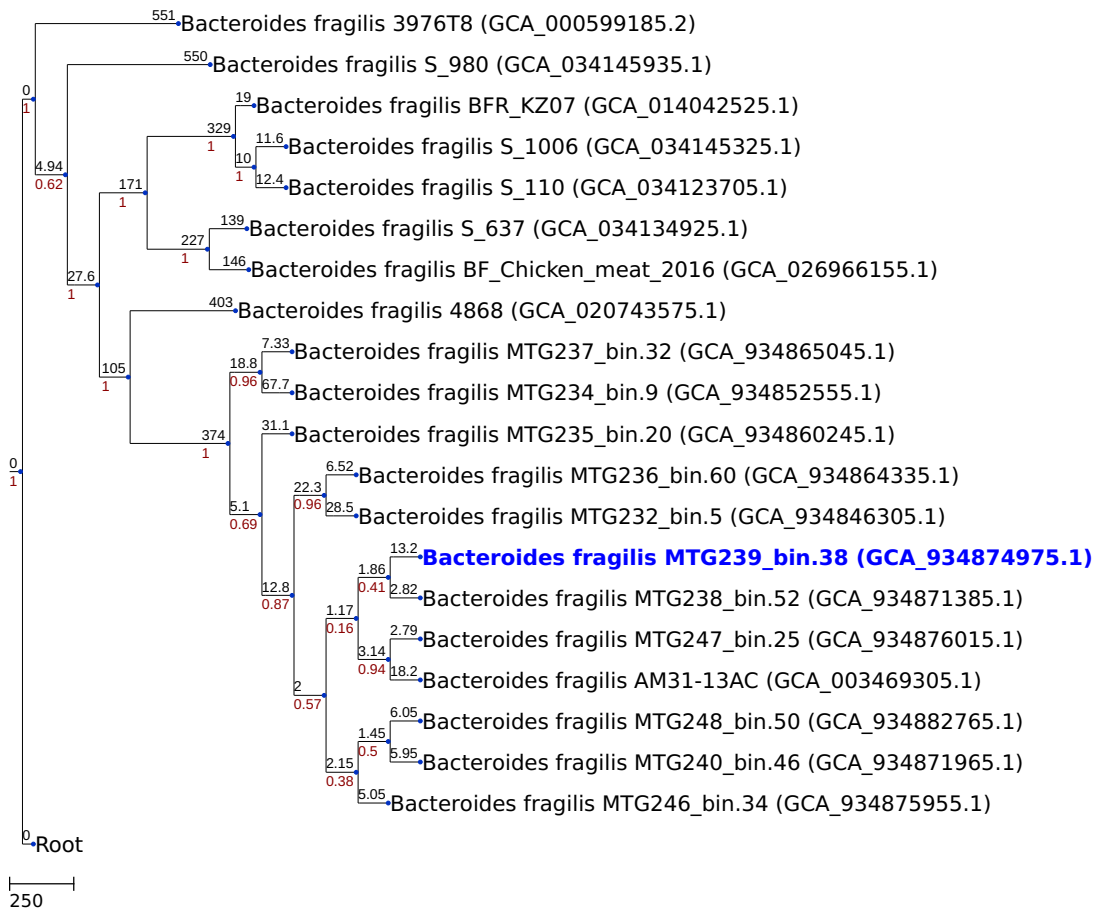 551
Bacteroides fragilis 3976T8 (GCA_000599185.2)
550
Bacteroides fragilis S_980 (GCA_034145935.1)
0
1
19
Bacteroides fragilis BFR_KZ07 (GCA_014042525.1)
329
1
11.6
Bacteroides fragilis S_1006 (GCA_034145325.1)
10
1
4.94
0.62
12.4
Bacteroides fragilis S_110 (GCA_034123705.1)
171
1
139
Bacteroides fragilis S_637 (GCA_034134925.1)
227
1
146
Bacteroides fragilis BF_Chicken_meat_2016 (GCA_026966155.1)
27.6
1
403
Bacteroides fragilis 4868 (GCA_020743575.1)
7.33
Bacteroides fragilis MTG237_bin.32 (GCA_934865045.1)
105
1
18.8
0.96
67.7
Bacteroides fragilis MTG234_bin.9 (GCA_934852555.1)
374
1
31.1
Bacteroides fragilis MTG235_bin.20 (GCA_934860245.1)
0
1
6.52
Bacteroides fragilis MTG236_bin.60 (GCA_934864335.1)
22.3
0.96
5.1
0.69
28.5
Bacteroides fragilis MTG232_bin.5 (GCA_934846305.1)
13.2
Bacteroides fragilis MTG239_bin.38 (GCA_934874975.1)
1.86
0.41
12.8
0.87
2.82
Bacteroides fragilis MTG238_bin.52 (GCA_934871385.1)
1.17
0.16
2.79
Bacteroides fragilis MTG247_bin.25 (GCA_934876015.1)
3.14
0.94
18.2
Bacteroides fragilis AM31-13AC (GCA_003469305.1)
2
0.57
6.05
Bacteroides fragilis MTG248_bin.50 (GCA_934882765.1)
1.45
0.5
5.95
Bacteroides fragilis MTG240_bin.46 (GCA_934871965.1)
2.15
0.38
5.05
Bacteroides fragilis MTG246_bin.34 (GCA_934875955.1)
0
Root
250